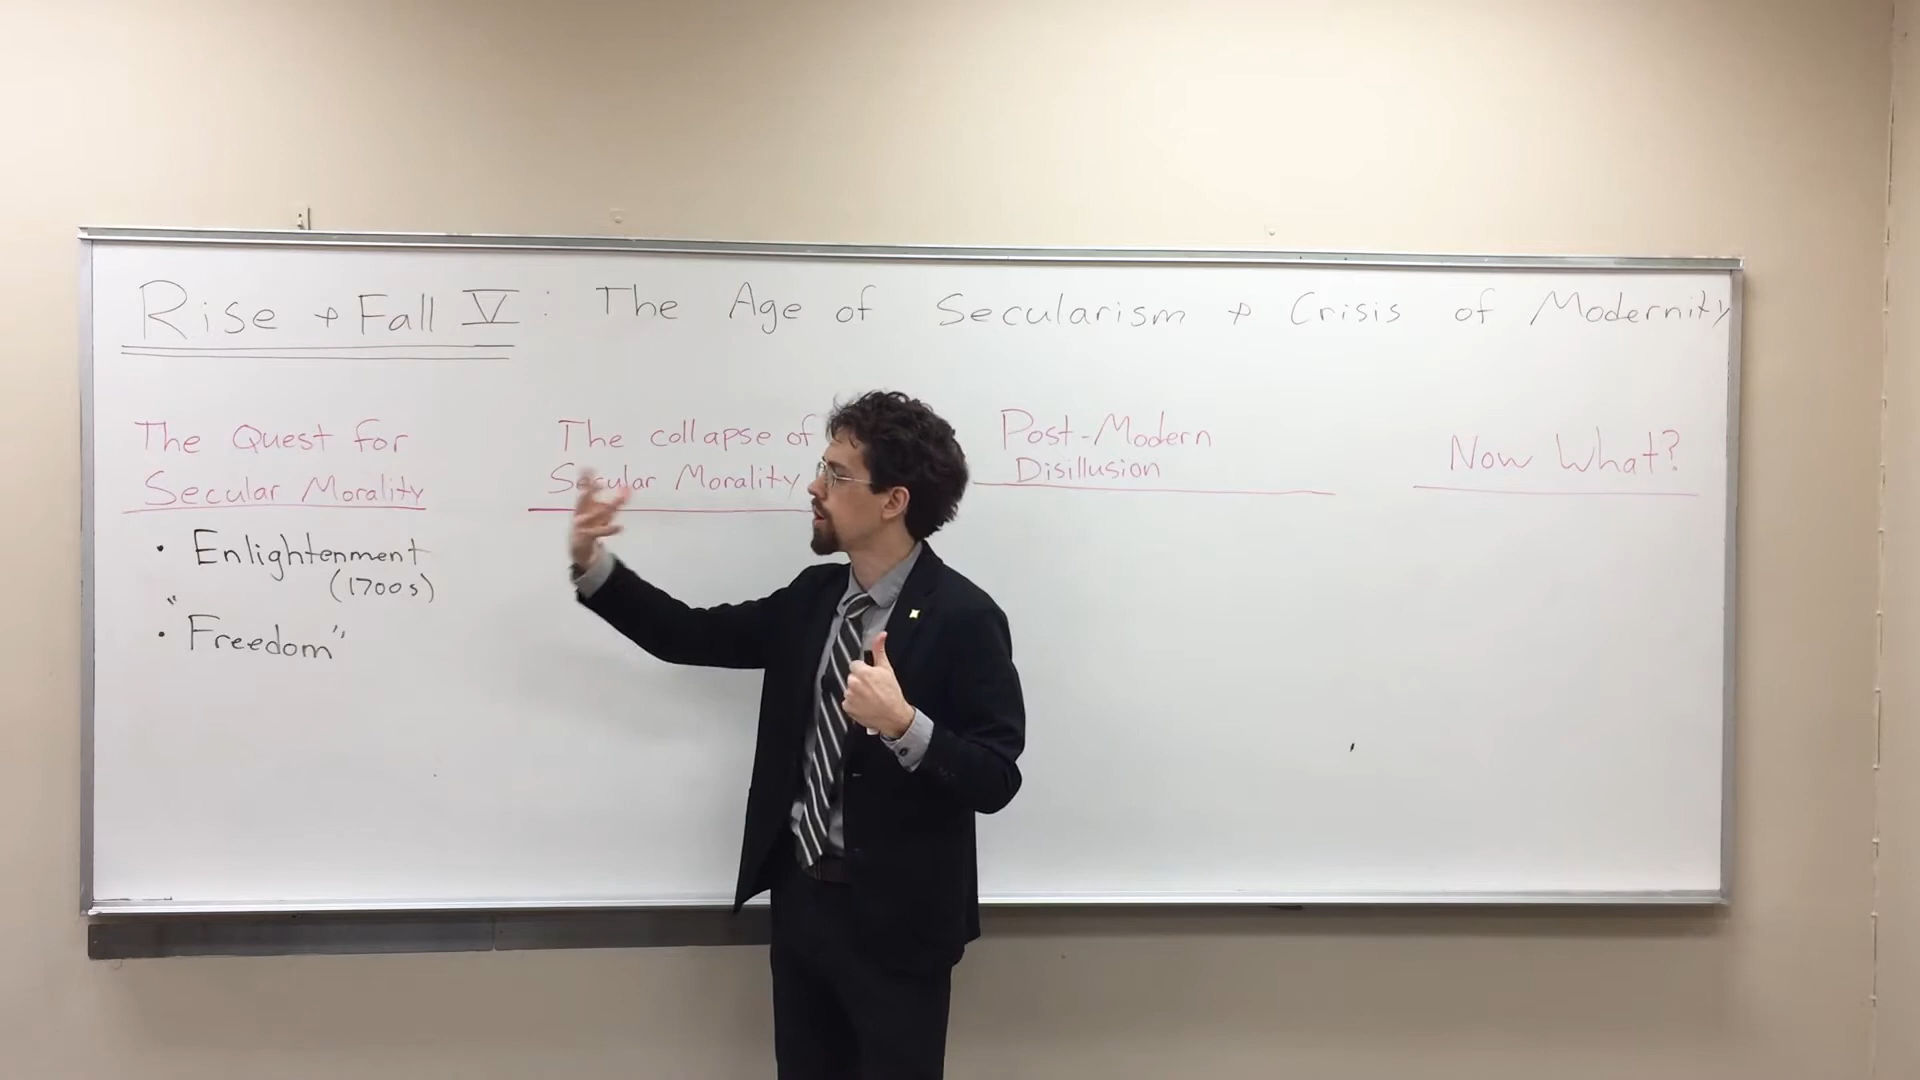 Rise + Fall V: The Age of Secularism + Crisis of Modernity
The Quest for
Secular Morality
• Enlightenment
(1700s)
• "Freedom"
The collapse of
Secular Morality
Post-Modern
Disillusion
Now What?